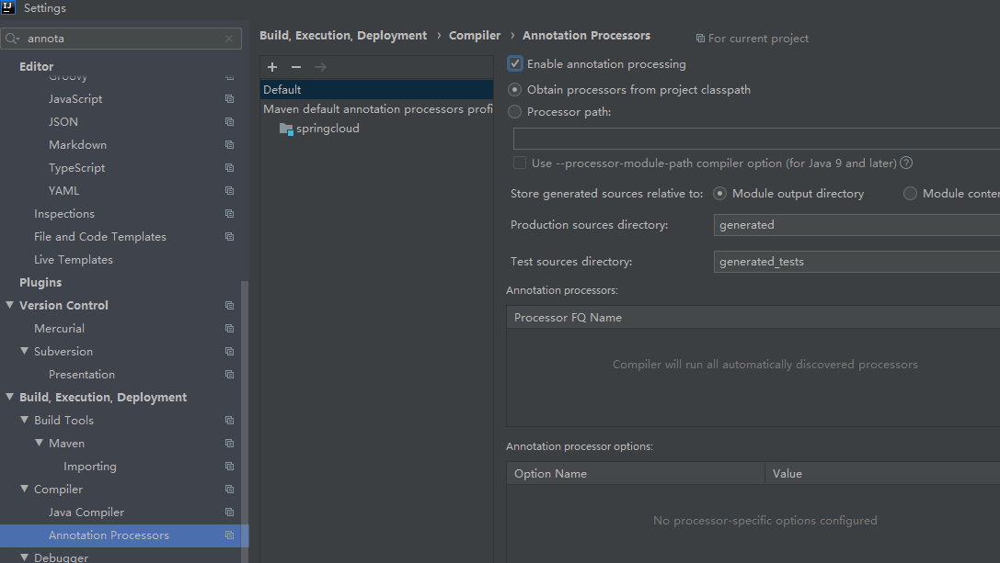 IJ
Settings
annota
Editor
Groovy
JavaScript
JSON
Markdown
TypeScript
YAML
Inspections
File and Code Templates
Live Templates
Plugins
Version Control
Mercurial
Subversion
Presentation
Build, Execution, Deployment
Build Tools
Maven
Importing
Compiler
Java Compiler
Annotation Processors
Debugger
Build, Execution, Deployment › Compiler › Annotation Processors
For current project
Default
Maven default annotation processors profi
springcloud
Enable annotation processing
Obtain processors from project classpath
Processor path:
Use --processor-module-path compiler option (for Java 9 and later) ?
Store generated sources relative to: Module output directory Module conter
Production sources directory: generated
Test sources directory: generated_tests
Annotation processors:
Processor FQ Name
Compiler will run all automatically discovered processors
Annotation processor options:
Option Name Value
No processor-specific options configured